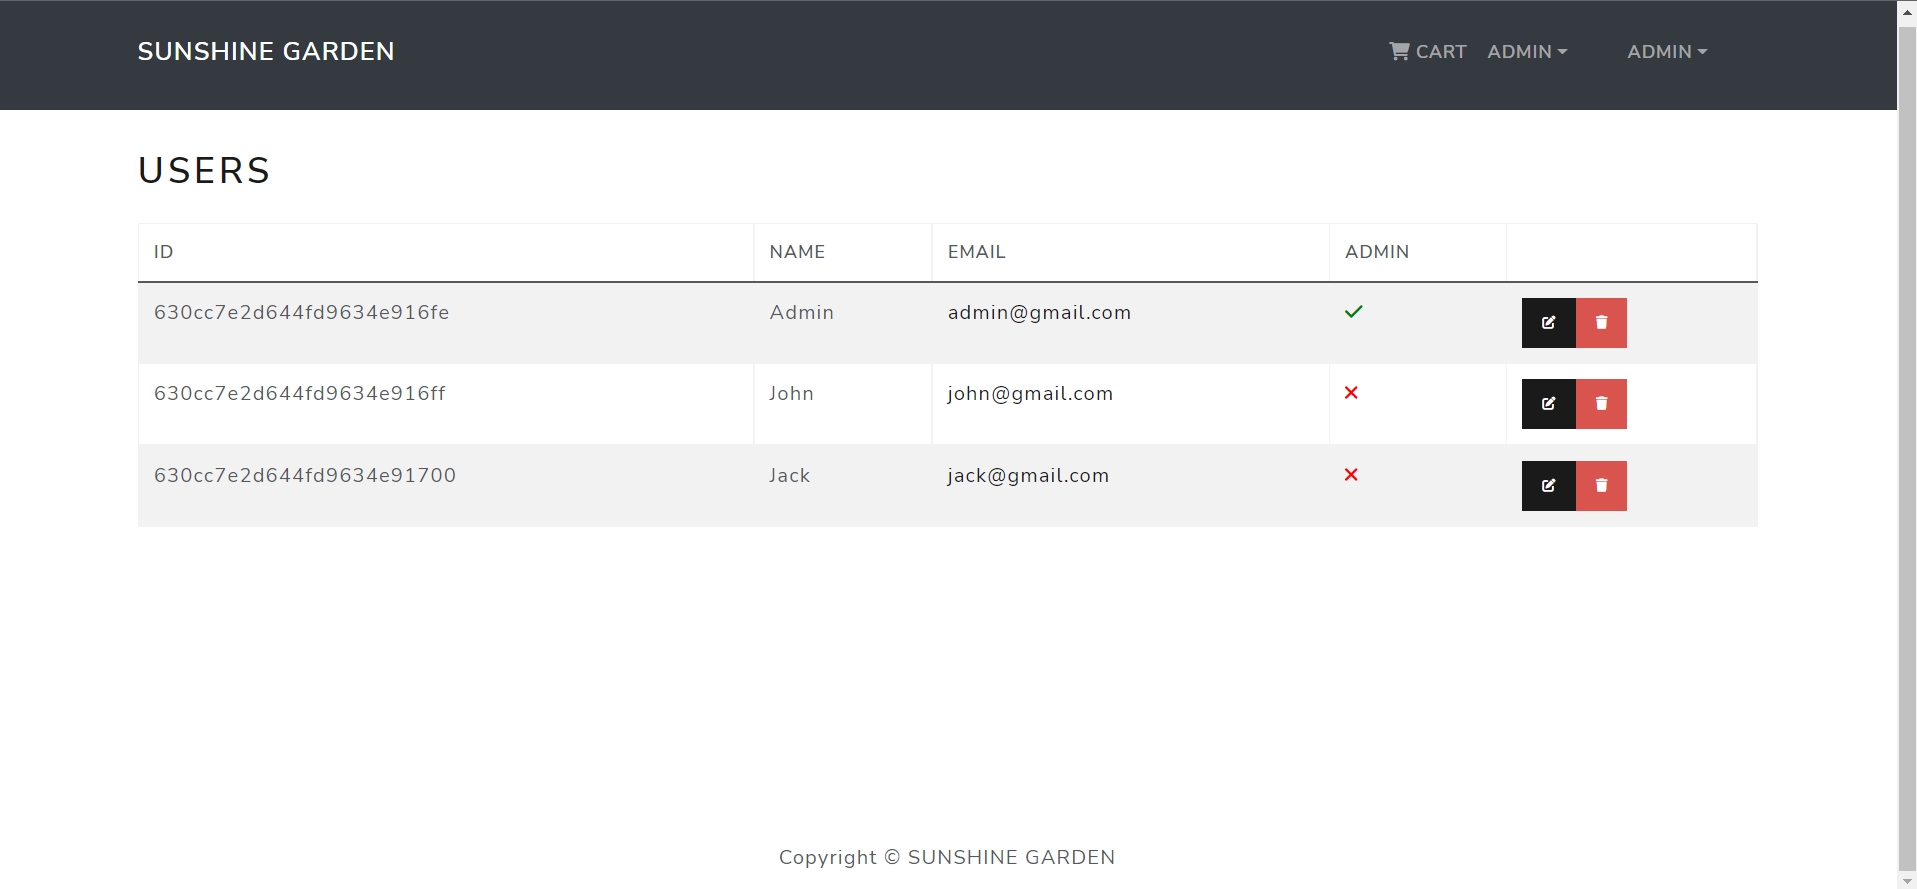 SUNSHINE GARDEN CART ADMIN ADMIN
USERS
ID NAME EMAIL ADMIN
630cc7e2d644fd9634e916fe Admin admin@gmail.com
630cc7e2d644fd9634e916ff John john@gmail.com
630cc7e2d644fd9634e91700 Jack jack@gmail.com
Copyright © SUNSHINE GARDEN